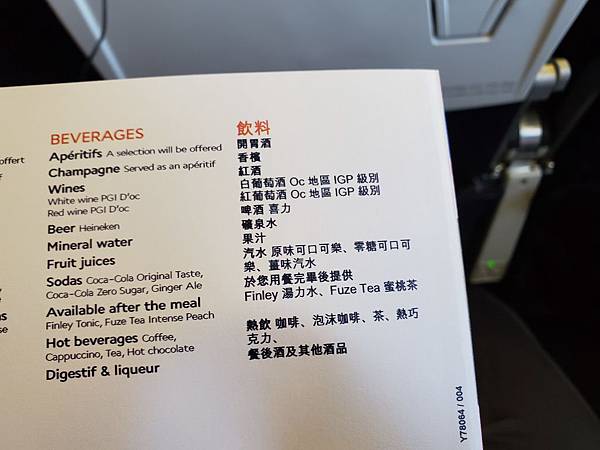 offert
BEVERAGES
Apéritifs A selection will be offered
Champagne Served as an apéritif
Wines
White wine PGI D'oc
Red wine PGI D'oc
Beer Heineken
Mineral water
Fruit juices
Sodas Coca-Cola Original Taste,
Coca-Cola Zero Sugar, Ginger Ale
Available after the meal
Finley Tonic, Fuze Tea Intense Peach
Hot beverages Coffee,
Cappuccino, Tea, Hot chocolate
Digestif & liqueur
飲料
開胃酒
香檳
紅酒
白葡萄酒 Oc 地區 IGP 級別
紅葡萄酒 Oc 地區 IGP 級別
啤酒 喜力
礦泉水
果汁
汽水 原味可口可樂、零糖可口可
樂、薑味汽水
於您用餐完畢後提供
Finley 湯力水、Fuze Tea 蜜桃茶
熱飲 咖啡、泡沫咖啡、茶、熱巧
克力、
餐後酒及其他酒品
Y78064 / 004